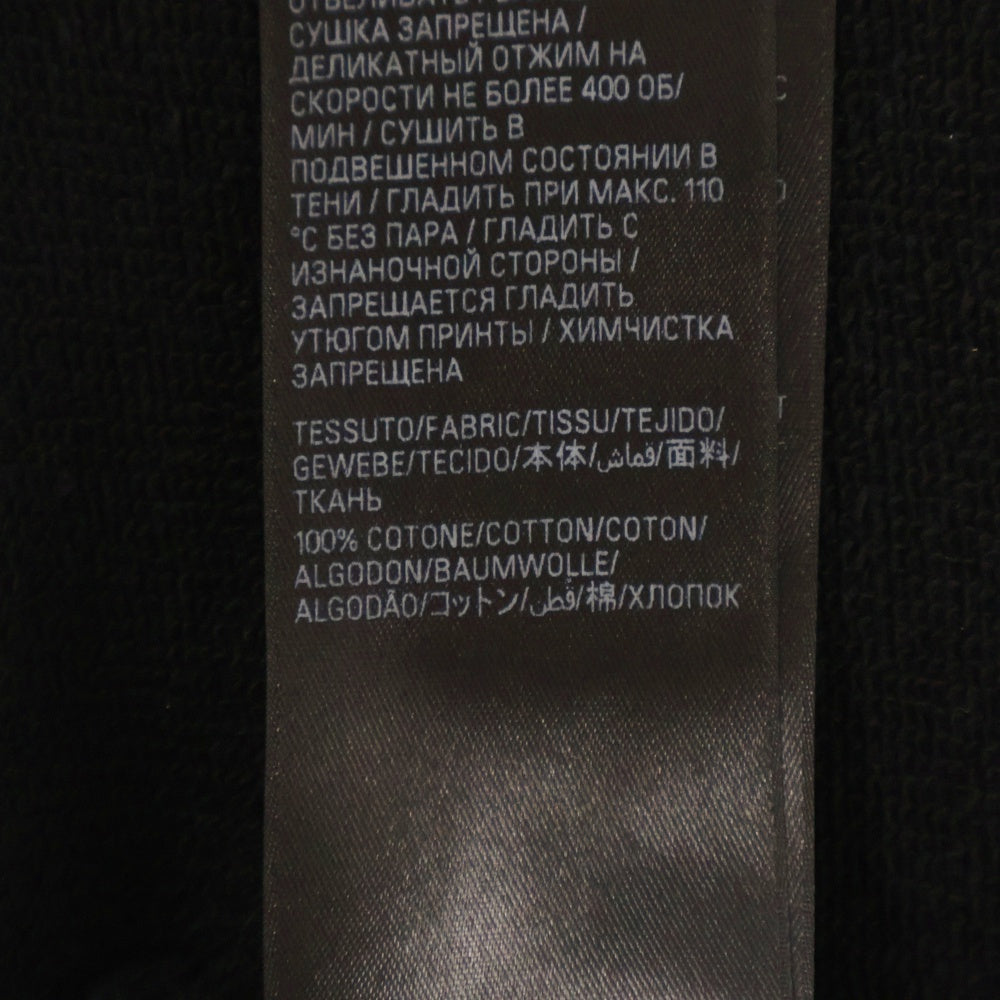 СУШКА ЗАПРЕЩЕНА /
ДЕЛИКАТНЫЙ ОТЖИМ НА
СКОРОСТИ НЕ БОЛЕЕ 400 ОБ/
МИН / СУШИТЬ В
ПОДВЕШЕННОМ СОСТОЯНИИ В
ТЕНИ / ГЛАДИТЬ ПРИ МАКС. 110
°C БЕЗ ПАРА / ГЛАДИТЬ С
ИЗНАНОЧНОЙ СТОРОНЫ /
ЗАПРЕЩАЕТСЯ ГЛАДИТЬ
УТЮГОМ ПРИНТЫ / ХИМЧИСТКА
ЗАПРЕЩЕНА
TESSUTO/FABRIC/TISSU/TEJIDO/
GEWEBE/TECIDO/本体/قماش/面料/
ТКАНЬ
100% COTONE/COTTON/COTON/
ALGODON/BAUMWOLLE/
ALGODÃO/コットン/قطن/棉/ХЛОПОК